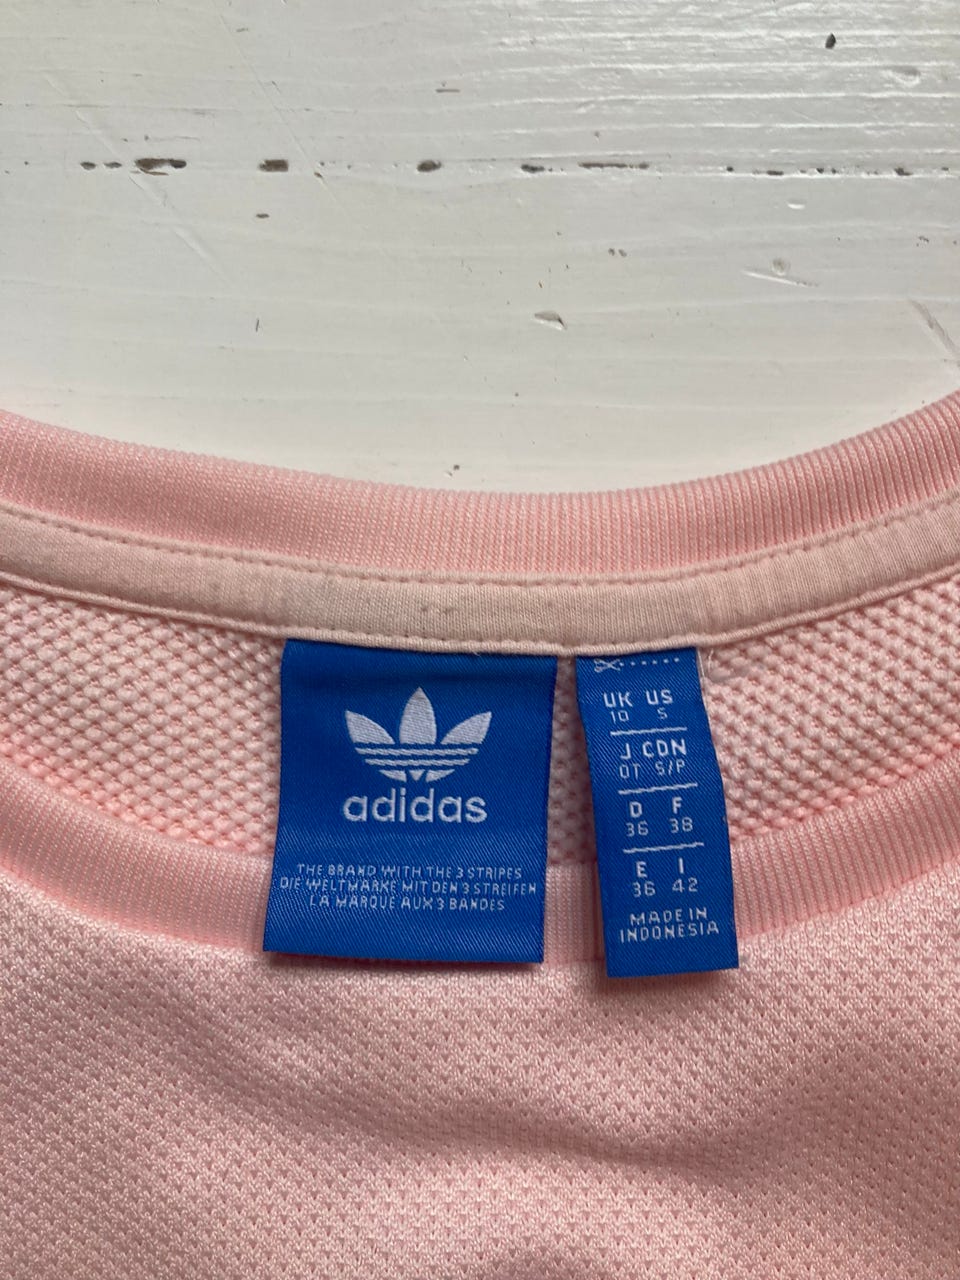 adidas
THE BRAND WITH THE 3 STRIPES
DIE WELTMARKE MIT DEN 3 STREIFEN
LA MARQUE AUX 3 BANDES
UK US
10 S
J CDN
OT S/P
D F
36 38
E I
36 42
MADE IN
INDONESIA